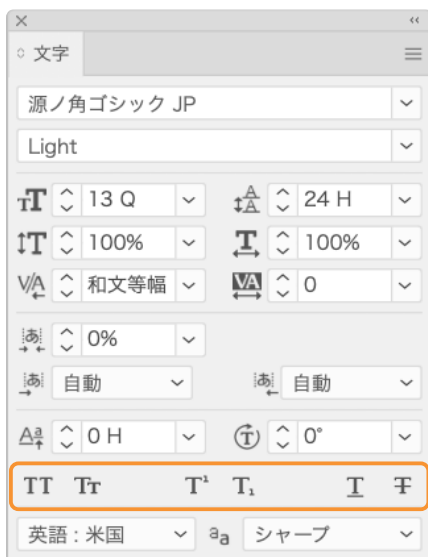 文字
源ノ角ゴシック JP
Light
13 Q 24 H
100% 100%
和文等幅 0
0%
自動 自動
0 H 0°
TT Tт T¹ T₁ T T
英語 : 米国 aa シャープ